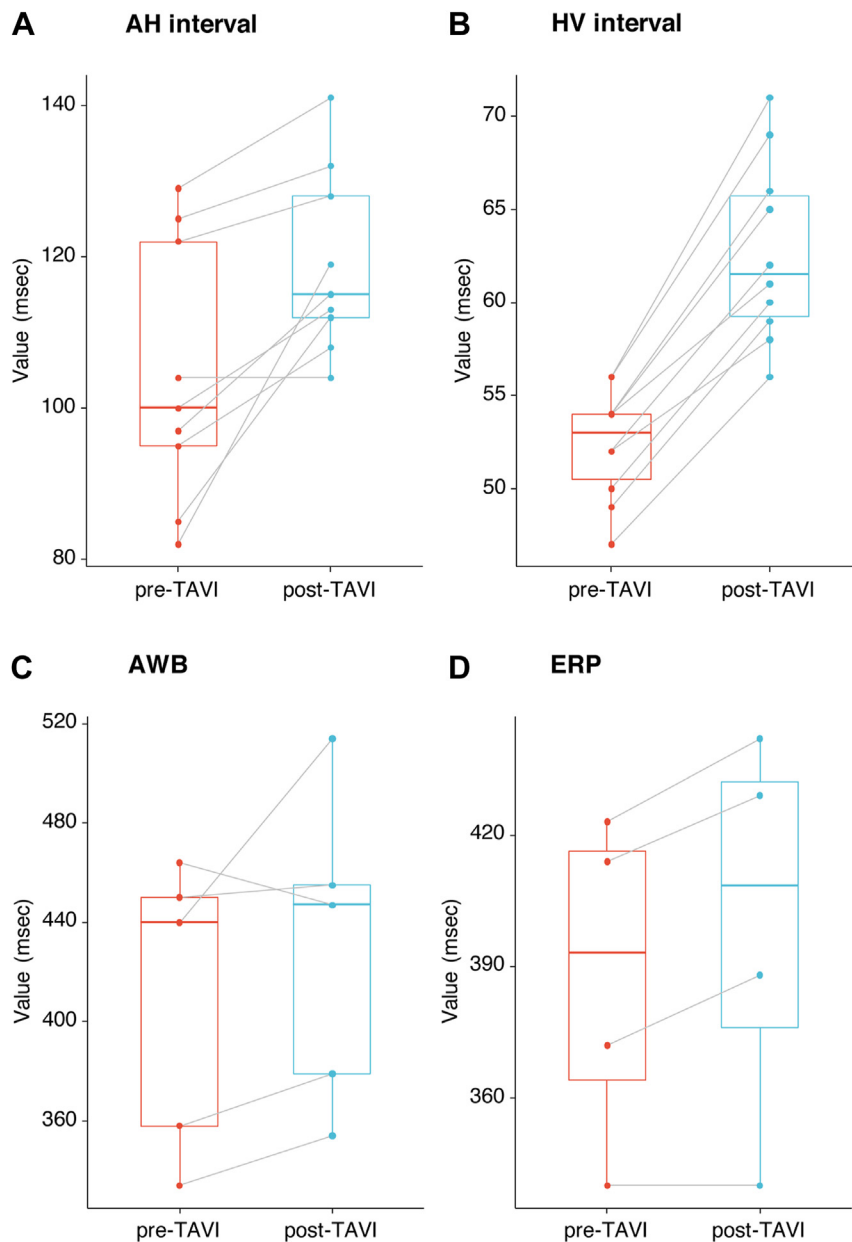 A AH interval
Value (msec)
140
120
100
80
pre-TAVI post-TAVI
B HV interval
Value (msec)
70
65
60
55
50
pre-TAVI post-TAVI
C AWB
Value (msec)
520
480
440
400
360
pre-TAVI post-TAVI
D ERP
Value (msec)
420
390
360
pre-TAVI post-TAVI